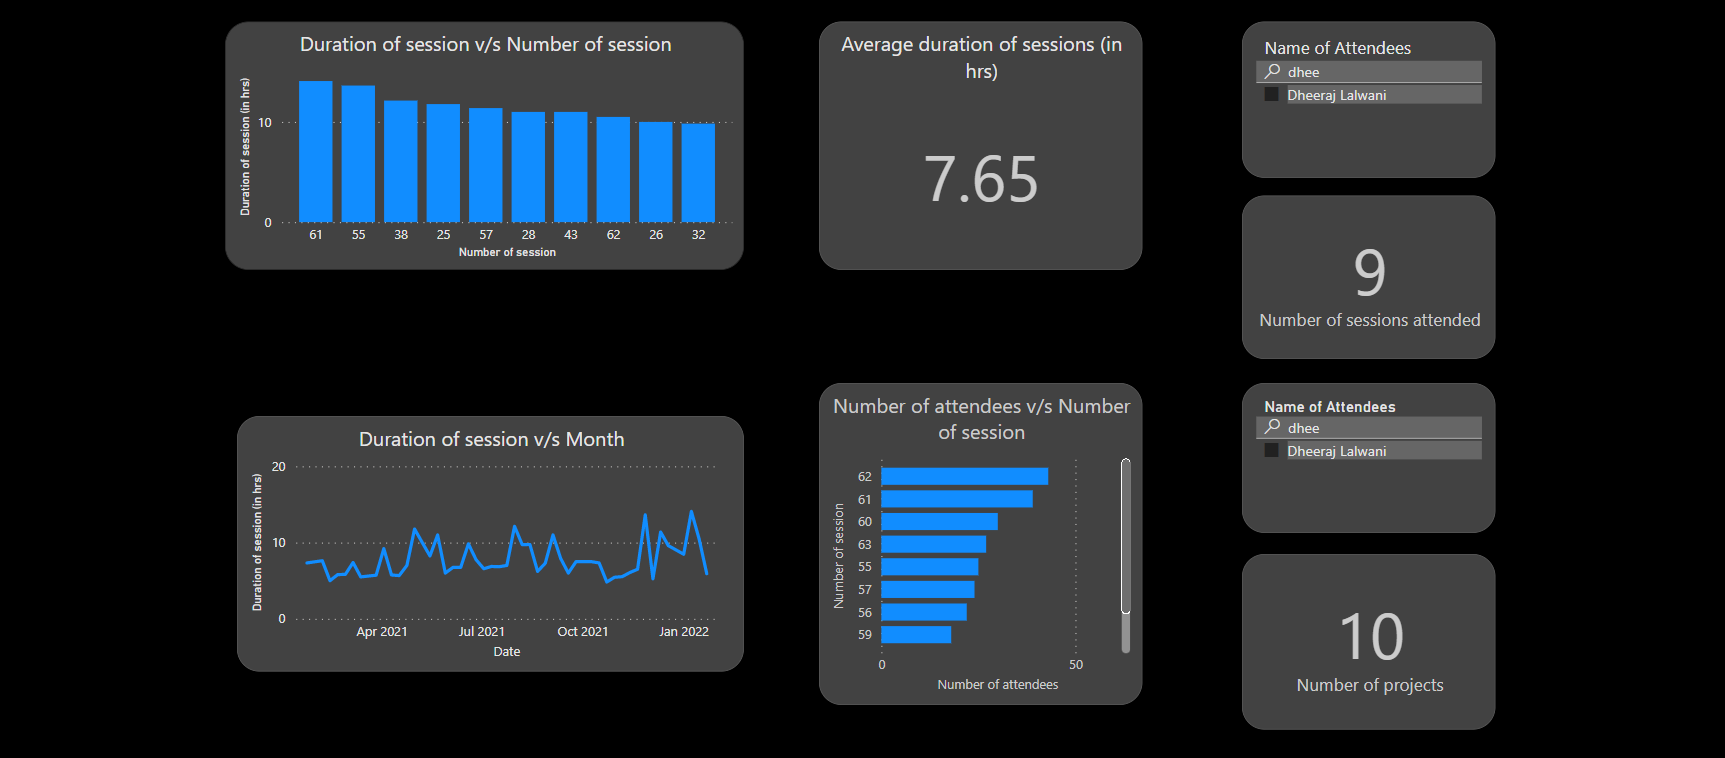 Duration of session v/s Number of session
Duration of session (in hrs)
10
0
61 55 38 25 57 28 43 62 26 32
Number of session
Average duration of sessions (in
hrs)
7.65
Name of Attendees
dhee
Dheeraj Lalwani
9
Number of sessions attended
Duration of session v/s Month
Duration of session (in hrs)
20
10
0
Apr 2021 Jul 2021 Oct 2021 Jan 2022
Date
Number of attendees v/s Number
of session
Number of session
62
61
60
63
55
57
56
59
0 50
Number of attendees
Name of Attendees
dhee
Dheeraj Lalwani
10
Number of projects